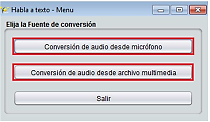 Habla a texto - Menu
Elija la Fuente de conversión
Conversión de audio desde micrófono
Conversión de audio desde archivo multimedia
Salir